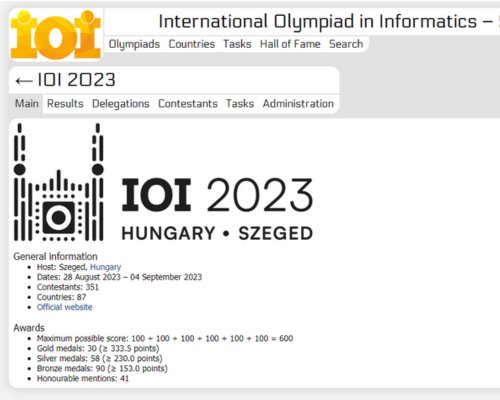 IOI
International Olympiad in Informatics –
Olympiads Countries Tasks Hall of Fame Search
← IOI 2023
Main Results Delegations Contestants Tasks Administration
IOI 2023
HUNGARY • SZEGED
General information
• Host: Szeged, Hungary
• Dates: 28 August 2023 – 04 September 2023
• Contestants: 351
• Countries: 87
• Official website
Awards
• Maximum possible score: 100 + 100 + 100 + 100 + 100 + 100 = 600
• Gold medals: 30 (≥ 333.5 points)
• Silver medals: 58 (≥ 230.0 points)
• Bronze medals: 90 (≥ 153.0 points)
• Honourable mentions: 41